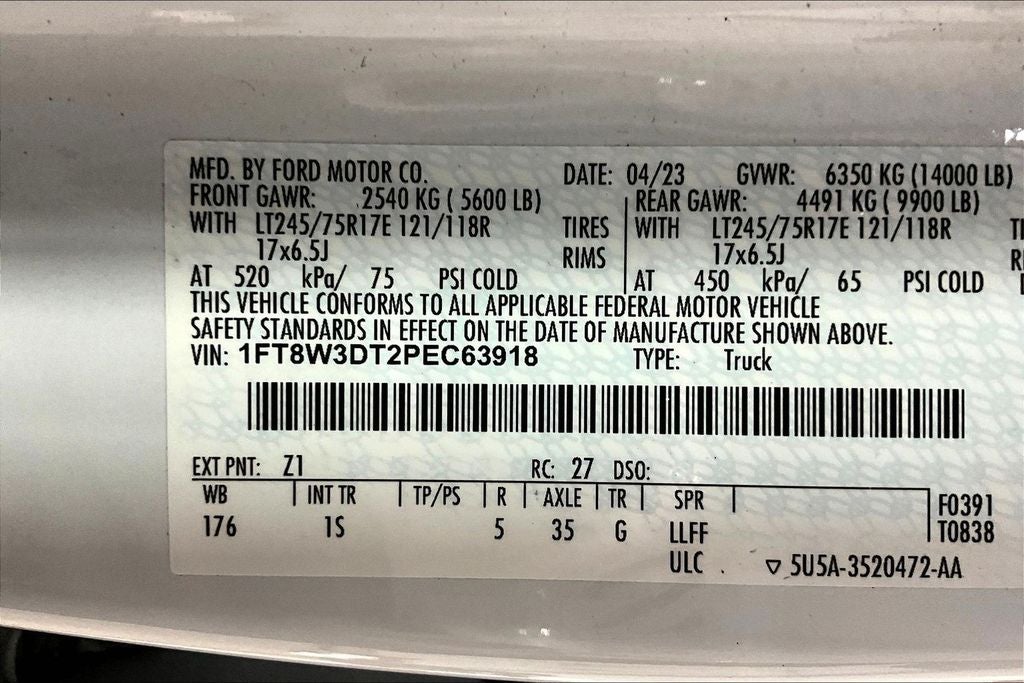 MFD. BY FORD MOTOR CO. DATE: 04/23 GVWR: 6350 KG (14000 LB)
FRONT GAWR: 2540 KG ( 5600 LB) REAR GAWR: 4491 KG ( 9900 LB)
WITH LT245/75R17E 121/118R TIRES WITH LT245/75R17E 121/118R
17x6.5J RIMS 17x6.5J
AT 520 kPa/ 75 PSI COLD AT 450 kPa/ 65 PSI COLD
THIS VEHICLE CONFORMS TO ALL APPLICABLE FEDERAL MOTOR VEHICLE
SAFETY STANDARDS IN EFFECT ON THE DATE OF MANUFACTURE SHOWN ABOVE.
VIN: 1FT8W3DT2PEC63918 TYPE: Truck
EXT PNT: Z1 RC: 27 DSO:
WB INT TR TP/PS R AXLE TR SPR F0391
176 1S 5 35 G LLFF T0838
ULC ▽ 5U5A-3520472-AA